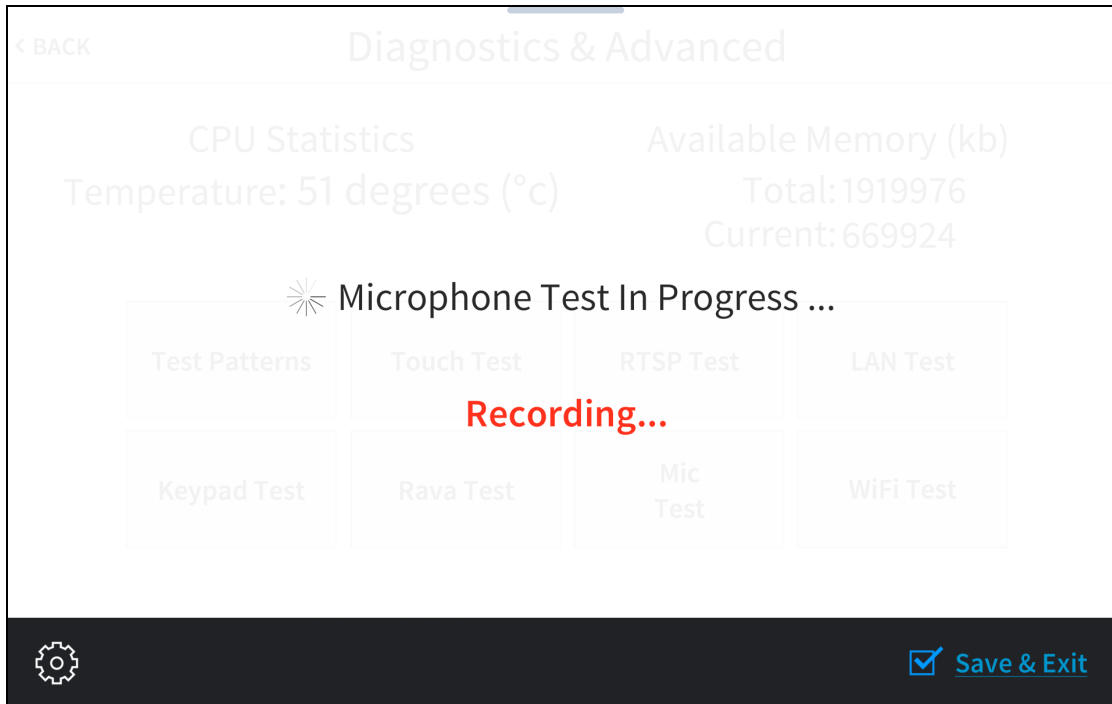 < BACK
Diagnostics & Advanced
CPU Statistics
Available Memory (kb)
Temperature: 51 degrees (°c)
Total: 1919976
Current: 669924
Microphone Test In Progress ...
Test Patterns
Touch Test
RTSP Test
LAN Test
Recording...
Keypad Test
Rava Test
Mic
Test
WiFi Test
Save & Exit